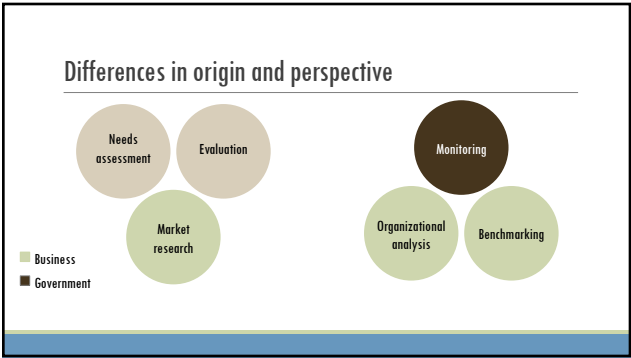 Differences in origin and perspective
Needs
assessment
Evaluation
Market
research
Monitoring
Organizational
analysis
Benchmarking
Business
Government